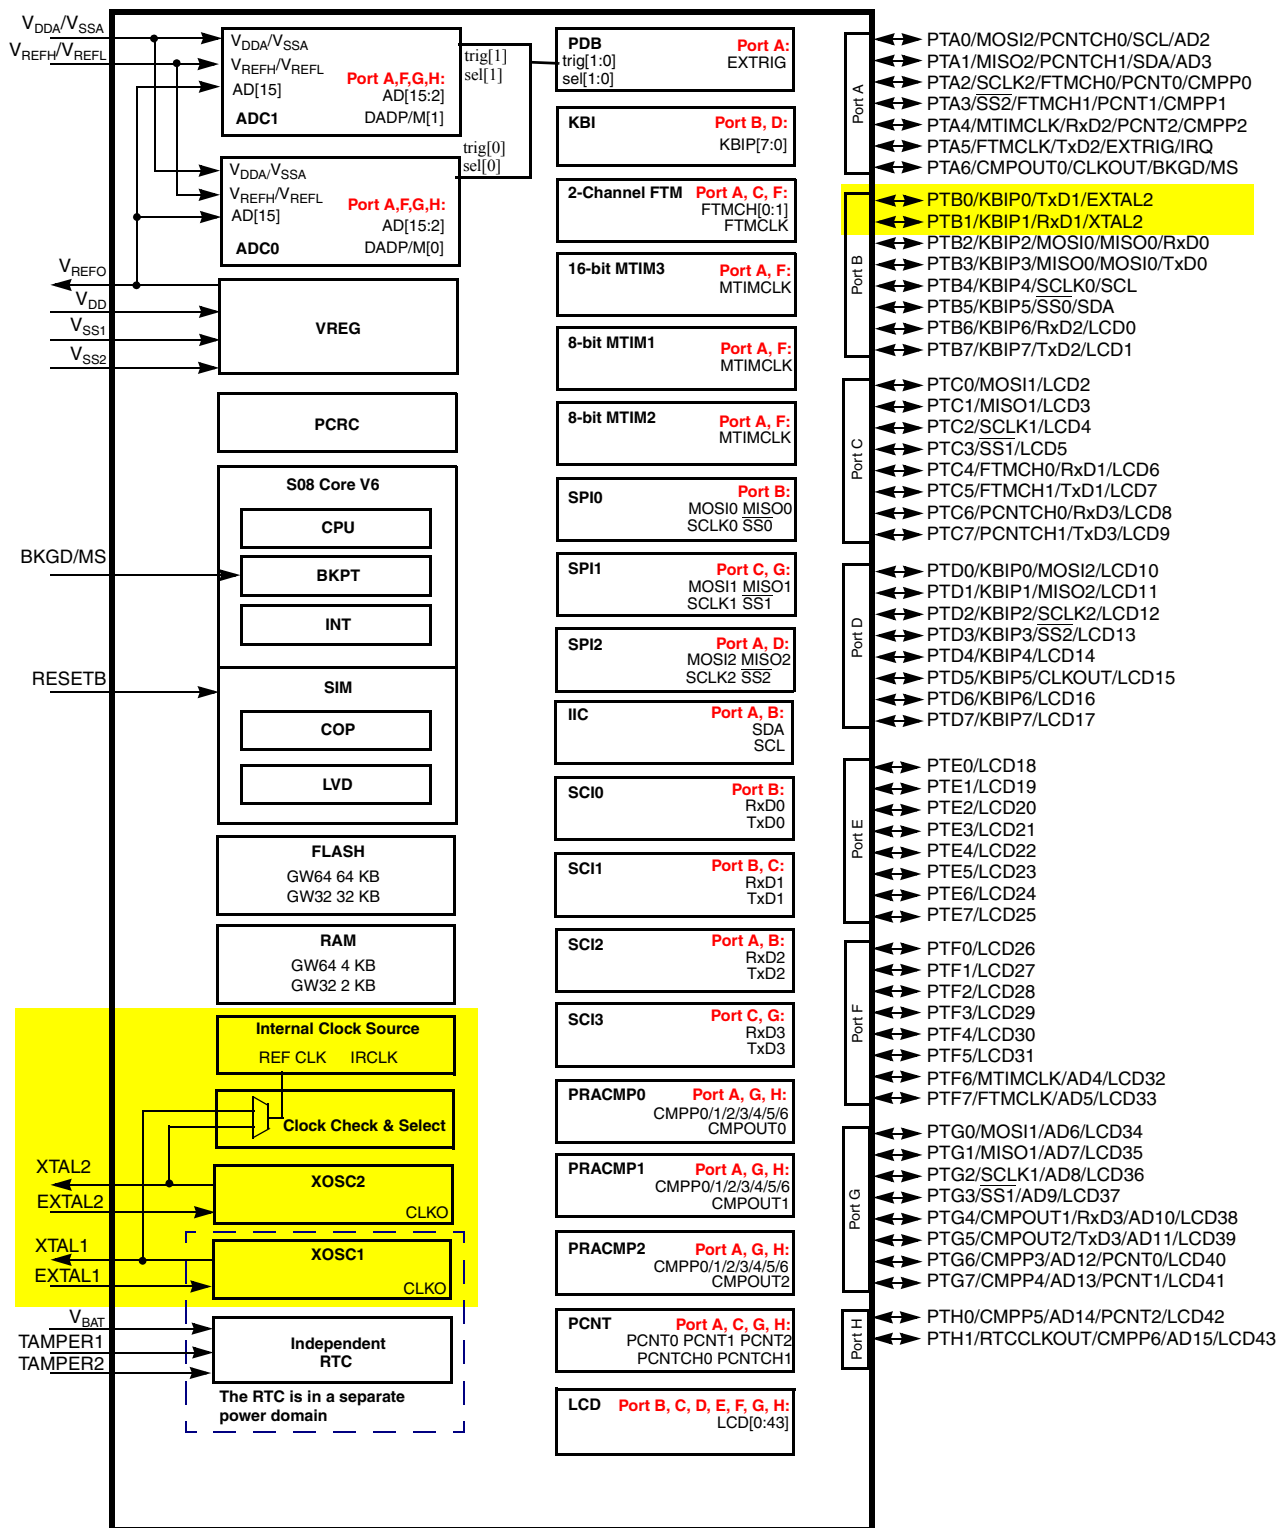 VDDA/VSSA
VREFH/VREFL
VDDA/VSSA
VREFH/VREFL
AD[15]
ADC1
Port A,F,G,H:
AD[15:2]
DADP/M[1]
trig[1]
sel[1]
VDDA/VSSA
VREFH/VREFL
AD[15]
ADC0
Port A,F,G,H:
AD[15:2]
DADP/M[0]
trig[0]
sel[0]
VREFO
VDD
VSS1
VSS2
VREG
PCRC
S08 Core V6
CPU
BKPT
INT
BKGD/MS
RESETB
SIM
COP
LVD
FLASH
GW64 64 KB
GW32 32 KB
RAM
GW64 4 KB
GW32 2 KB
Internal Clock Source
REF CLK IRCLK
Clock Check & Select
XTAL2
EXTAL2
XOSC2
CLKO
XTAL1
EXTAL1
XOSC1
CLKO
VBAT
TAMPER1
TAMPER2
Independent
RTC
The RTC is in a separate
power domain
PDB
trig[1:0]
sel[1:0]
Port A:
EXTRIG
KBI
Port B, D:
KBIP[7:0]
2-Channel FTM
Port A, C, F:
FTMCH[0:1]
FTMCLK
16-bit MTIM3
Port A, F:
MTIMCLK
8-bit MTIM1
Port A, F:
MTIMCLK
8-bit MTIM2
Port A, F:
MTIMCLK
SPI0
Port B:
MOSI0 MISO0
SCLK0 SS0
SPI1
Port C, G:
MOSI1 MISO1
SCLK1 SS1
SPI2
Port A, D:
MOSI2 MISO2
SCLK2 SS2
IIC
Port A, B:
SDA
SCL
SCI0
Port B:
RxD0
TxD0
SCI1
Port B, C:
RxD1
TxD1
SCI2
Port A, B:
RxD2
TxD2
SCI3
Port C, G:
RxD3
TxD3
PRACMP0
Port A, G, H:
CMPP0/1/2/3/4/5/6
CMPOUT0
PRACMP1
Port A, G, H:
CMPP0/1/2/3/4/5/6
CMPOUT1
PRACMP2
Port A, G, H:
CMPP0/1/2/3/4/5/6
CMPOUT2
PCNT
Port A, C, G, H:
PCNT0 PCNT1 PCNT2
PCNTCH0 PCNTCH1
LCD
Port B, C, D, E, F, G, H:
LCD[0:43]
Port A
PTA0/MOSI2/PCNTCH0/SCL/AD2
PTA1/MISO2/PCNTCH1/SDA/AD3
PTA2/SCLK2/FTMCH0/PCNT0/CMPP0
PTA3/SS2/FTMCH1/PCNT1/CMPP1
PTA4/MTIMCLK/RxD2/PCNT2/CMPP2
PTA5/FTMCLK/TxD2/EXTRIG/IRQ
PTA6/CMPOUT0/CLKOUT/BKGD/MS
Port B
PTB0/KBIP0/TxD1/EXTAL2
PTB1/KBIP1/RxD1/XTAL2
PTB2/KBIP2/MOSI0/MISO0/RxD0
PTB3/KBIP3/MISO0/MOSI0/TxD0
PTB4/KBIP4/SCLK0/SCL
PTB5/KBIP5/SS0/SDA
PTB6/KBIP6/RxD2/LCD0
PTB7/KBIP7/TxD2/LCD1
Port C
PTC0/MOSI1/LCD2
PTC1/MISO1/LCD3
PTC2/SCLK1/LCD4
PTC3/SS1/LCD5
PTC4/FTMCH0/RxD1/LCD6
PTC5/FTMCH1/TxD1/LCD7
PTC6/PCNTCH0/RxD3/LCD8
PTC7/PCNTCH1/TxD3/LCD9
Port D
PTD0/KBIP0/MOSI2/LCD10
PTD1/KBIP1/MISO2/LCD11
PTD2/KBIP2/SCLK2/LCD12
PTD3/KBIP3/SS2/LCD13
PTD4/KBIP4/LCD14
PTD5/KBIP5/CLKOUT/LCD15
PTD6/KBIP6/LCD16
PTD7/KBIP7/LCD17
Port E
PTE0/LCD18
PTE1/LCD19
PTE2/LCD20
PTE3/LCD21
PTE4/LCD22
PTE5/LCD23
PTE6/LCD24
PTE7/LCD25
Port F
PTF0/LCD26
PTF1/LCD27
PTF2/LCD28
PTF3/LCD29
PTF4/LCD30
PTF5/LCD31
PTF6/MTIMCLK/AD4/LCD32
PTF7/FTMCLK/AD5/LCD33
Port G
PTG0/MOSI1/AD6/LCD34
PTG1/MISO1/AD7/LCD35
PTG2/SCLK1/AD8/LCD36
PTG3/SS1/AD9/LCD37
PTG4/CMPOUT1/RxD3/AD10/LCD38
PTG5/CMPOUT2/TxD3/AD11/LCD39
PTG6/CMPP3/AD12/PCNT0/LCD40
PTG7/CMPP4/AD13/PCNT1/LCD41
Port H
PTH0/CMPP5/AD14/PCNT2/LCD42
PTH1/RTCCLKOUT/CMPP6/AD15/LCD43